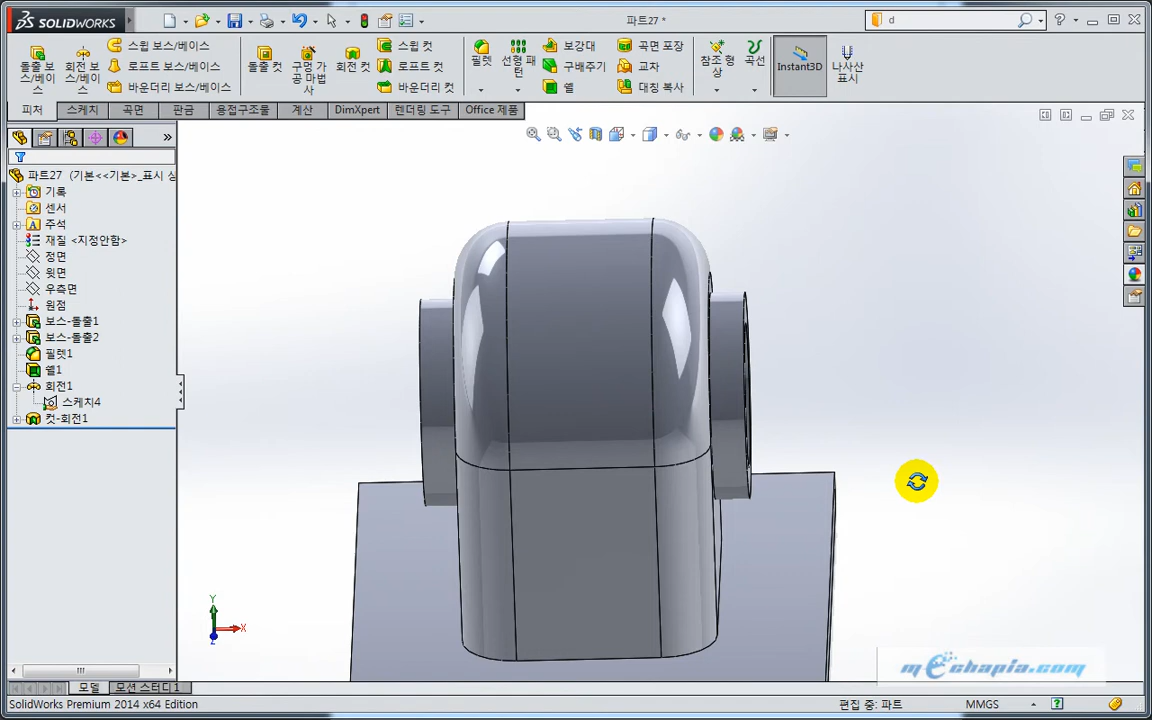 SOLIDWORKS
파트27 *
d
돌출 보스/베이스
회전 보스/베이스
스윕 보스/베이스
로프트 보스/베이스
바운더리 보스/베이스
돌출 컷
구멍 가공 마법사
회전 컷
스윕 컷
로프트 컷
바운더리 컷
필렛
선형 패턴
보강대
구배주기
쉘
곡면 포장
교차
대칭 복사
참조 형상
곡선
Instant3D
나사산 표시
피처
스케치
곡면
판금
용접구조물
계산
DimXpert
렌더링 도구
Office 제품
파트27 (기본<<기본>_표시 상
기록
센서
주석
재질 <지정안함>
정면
윗면
우측면
원점
보스-돌출1
보스-돌출2
필렛1
쉘1
회전1
스케치4
컷-회전1
Y
X
Z
mechapia.com
모델
모션 스터디 1
SolidWorks Premium 2014 x64 Edition
편집 중: 파트
MMGS